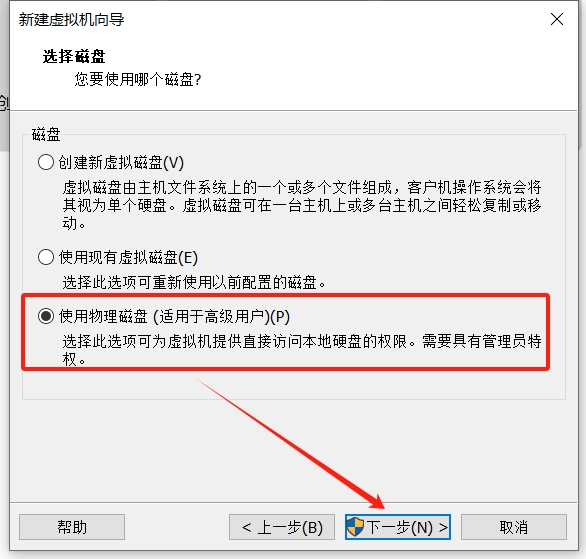 新建虚拟机向导
选择磁盘
您要使用哪个磁盘?
创
磁盘
创建新虚拟磁盘(V)
虚拟磁盘由主机文件系统上的一个或多个文件组成，客户机操作系统会将
其视为单个硬盘。虚拟磁盘可在一台主机上或多台主机之间轻松复制或移
动。
使用现有虚拟磁盘(E)
选择此选项可重新使用以前配置的磁盘。
使用物理磁盘 (适用于高级用户)(P)
选择此选项可为虚拟机提供直接访问本地硬盘的权限。需要具有管理员特
权。
帮助
< 上一步(B)
下一步(N) >
取消